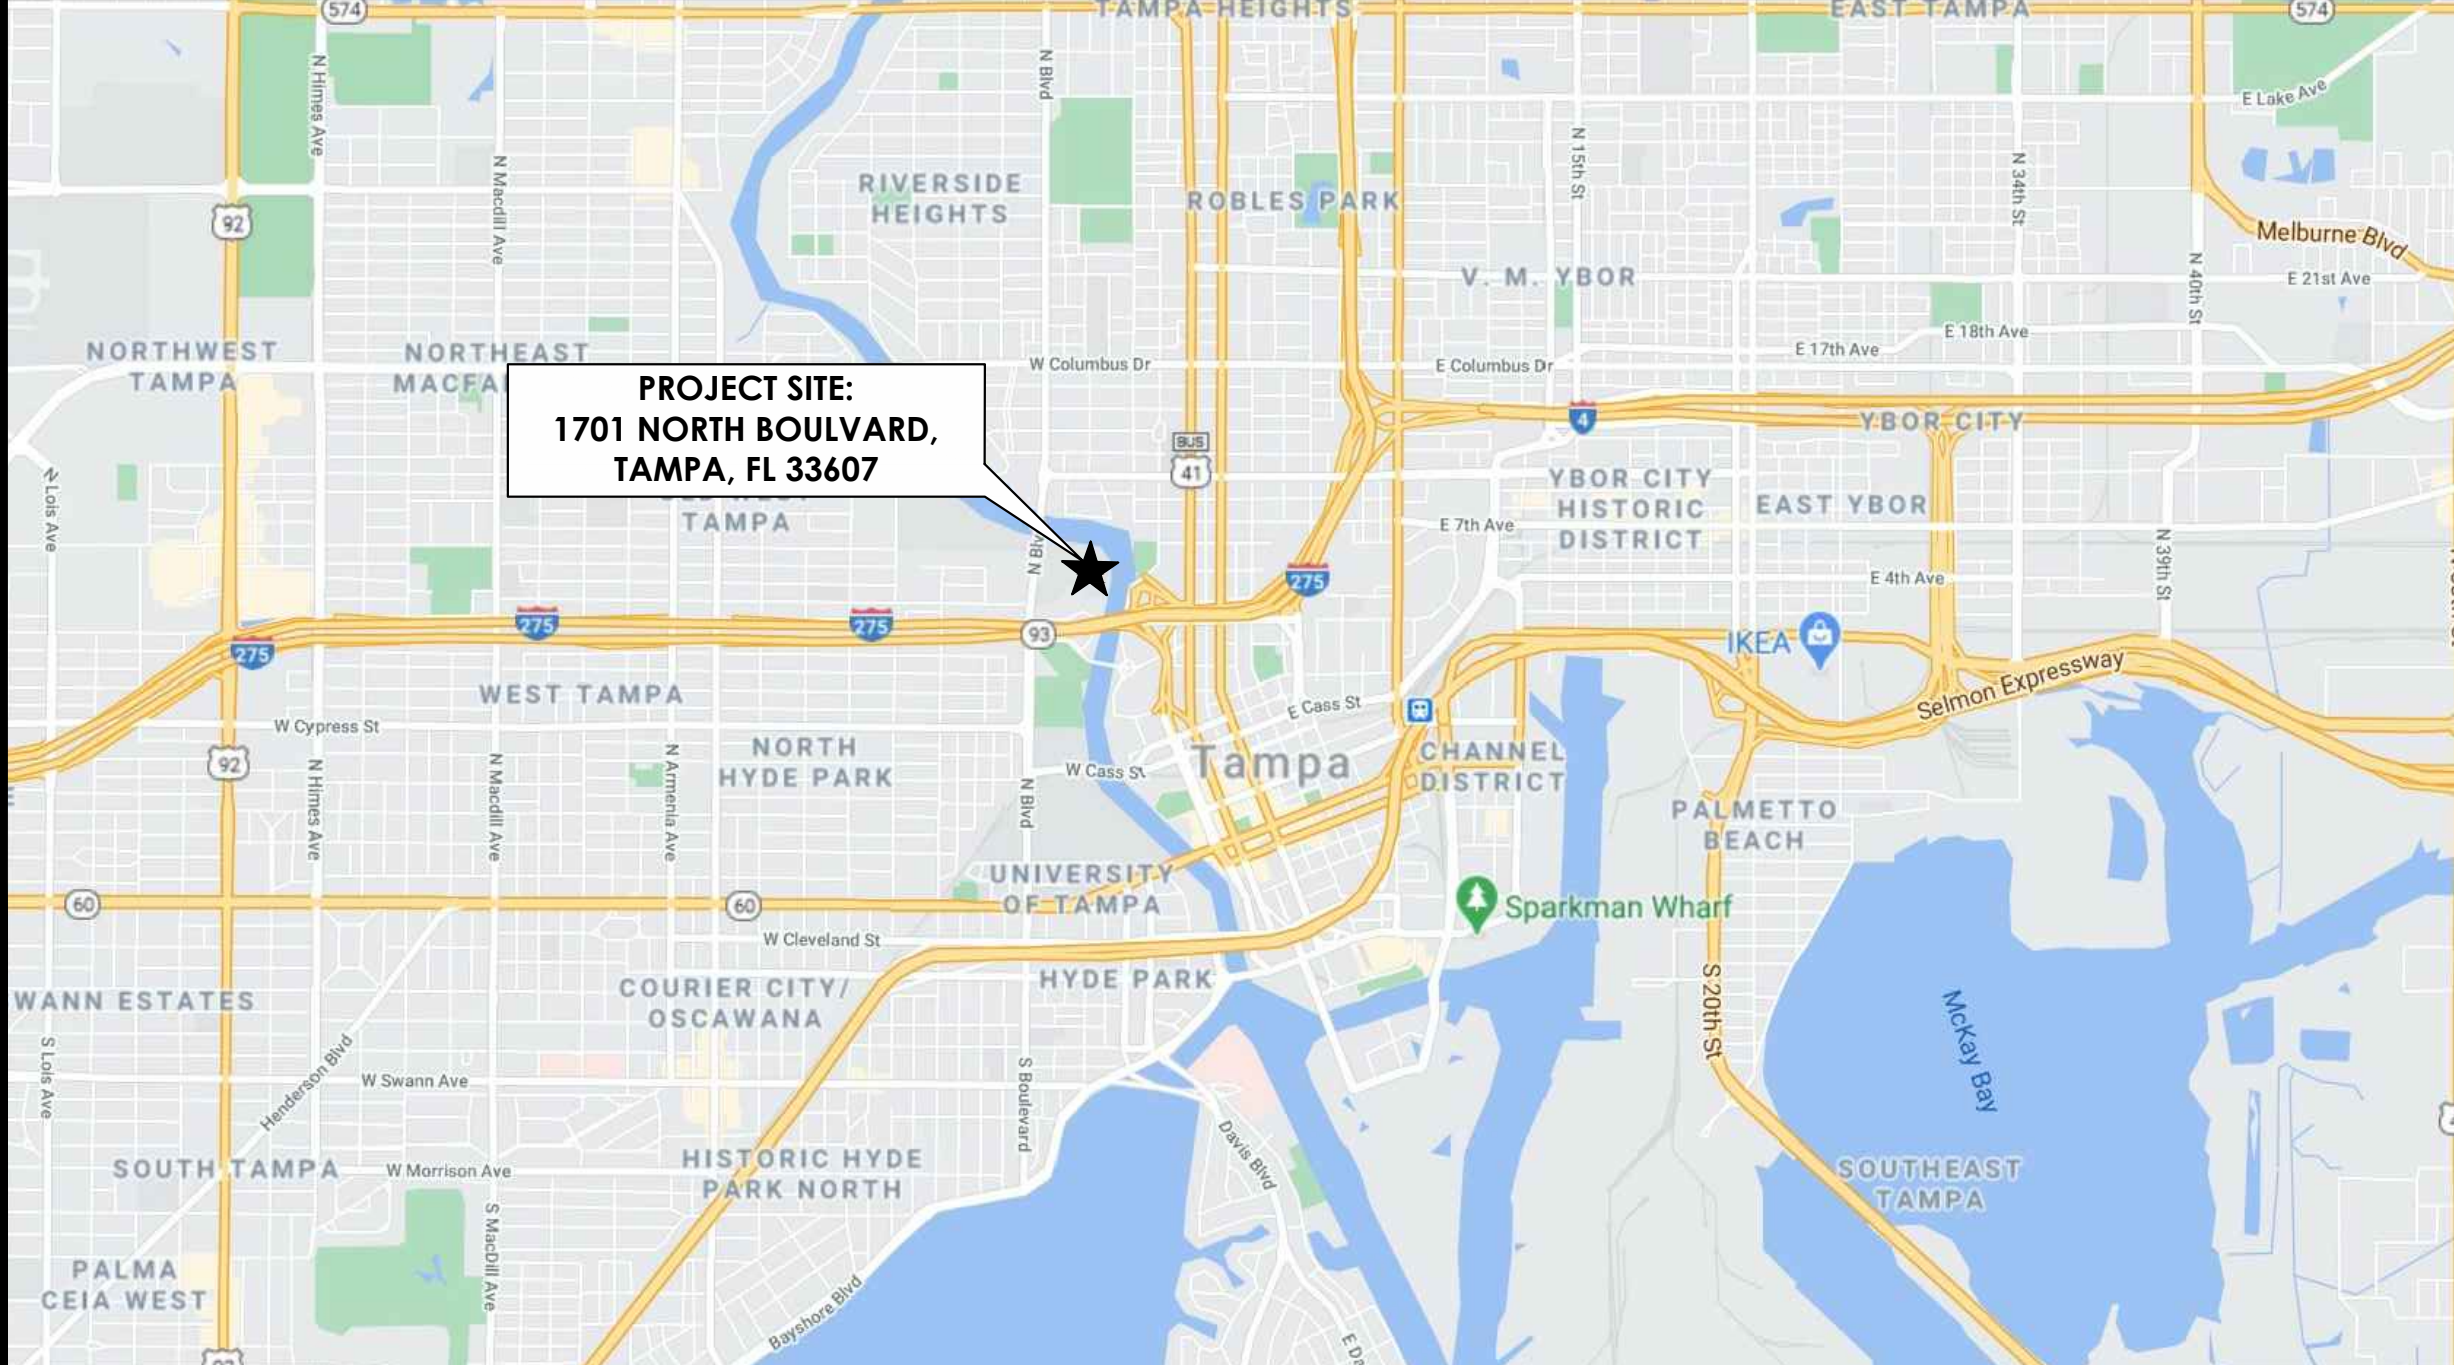 574
TAMPA HEIGHTS
EAST TAMPA
574
N Himes Ave
N Blvd
E Lake Ave
N Macdill Ave
RIVERSIDE
HEIGHTS
ROBLES PARK
N 15th St
N 34th St
92
Melburne Blvd
V. M. YBOR
E 21st Ave
N 40th St
NORTHWEST
TAMPA
NORTHEAST
MACFA
W Columbus Dr
E Columbus Dr
E 17th Ave
E 18th Ave
PROJECT SITE:
1701 NORTH BOULVARD,
TAMPA, FL 33607
4
YBOR CITY
BUS
41
N Lois Ave
TAMPA
N Blv
E 7th Ave
YBOR CITY
HISTORIC
DISTRICT
EAST YBOR
N 39th St
E 4th Ave
275
275
275
275
93
IKEA
Selmon Expressway
WEST TAMPA
W Cypress St
E Cass St
92
N Himes Ave
N Macdill Ave
N Armenia Ave
NORTH
HYDE PARK
N Blvd
W Cass St
Tampa
CHANNEL
DISTRICT
PALMETTO
BEACH
UNIVERSITY
OF TAMPA
60
60
Sparkman Wharf
W Cleveland St
WANN ESTATES
COURIER CITY/
OSCAWANA
HYDE PARK
S 20th St
McKay Bay
S Lois Ave
Henderson Blvd
W Swann Ave
S Boulevard
Davis Blvd
SOUTH TAMPA
W Morrison Ave
HISTORIC HYDE
PARK NORTH
SOUTHEAST
TAMPA
S MacDill Ave
PALMA
CEIA WEST
Bayshore Blvd